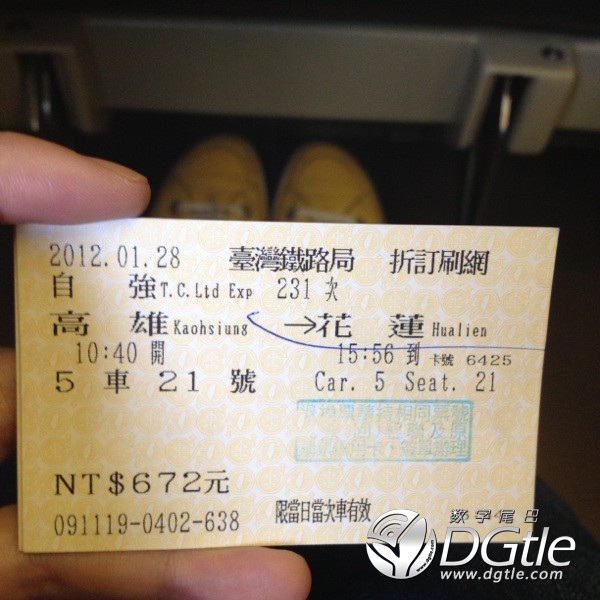 2012.01.28 臺灣鐵路局 折訂刷網
自強 T.C.Ltd Exp 231 次
高雄 Kaohsiung → 花蓮 Hualien
10:40 開 15:56 到 卡號 6425
5 車 21 號 Car. 5 Seat. 21
NT$672元
限當日當次車有效
091119-0402-638
数字尾巴
DGtle
www.dgtle.com